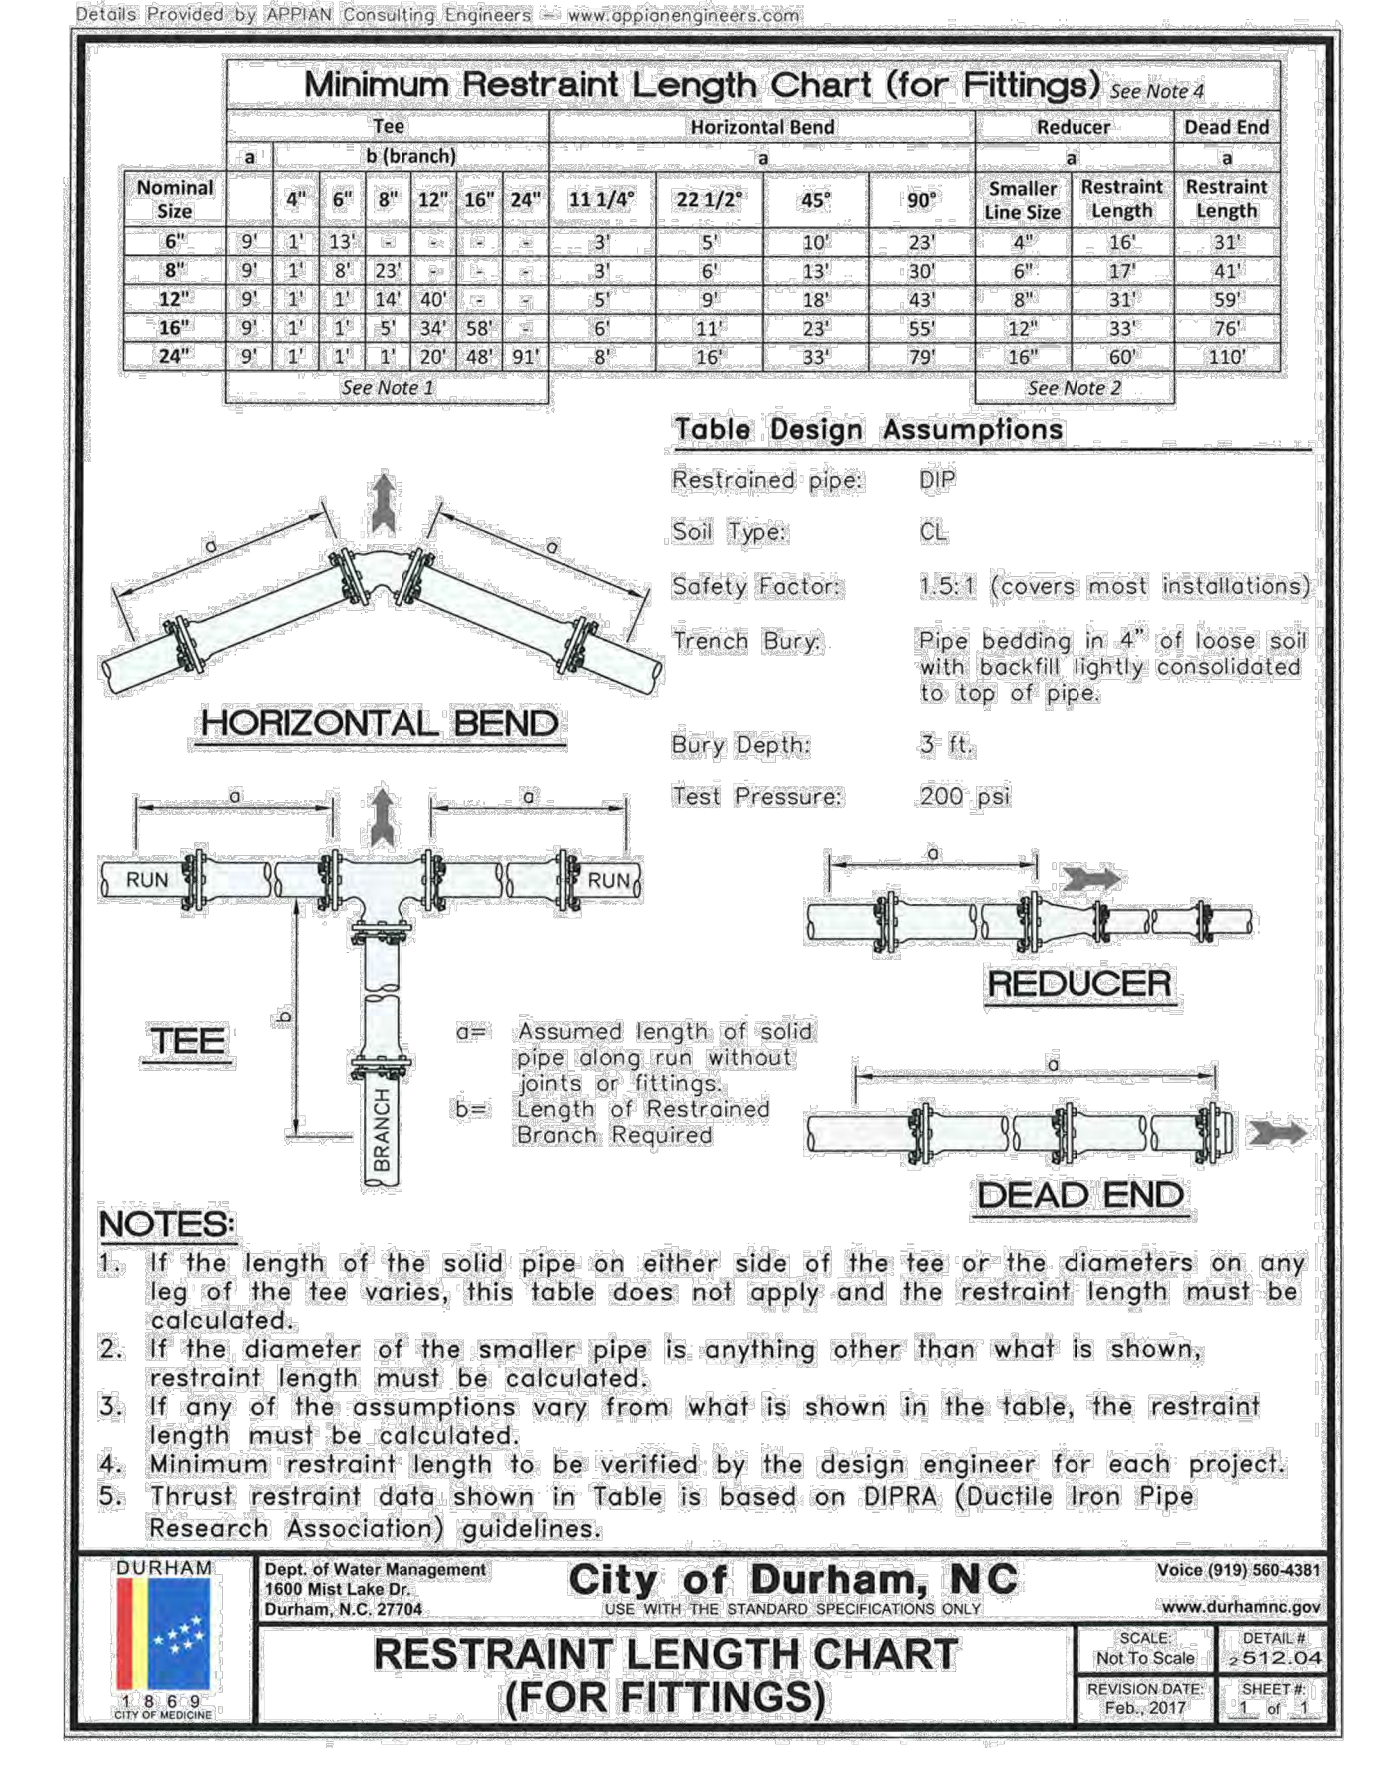 Details Provided by APPIAN Consulting Engineers – www.appianengineers.com
Minimum Restraint Length Chart (for Fittings) See Note 4
Tee Horizontal Bend Reducer Dead End
a b (branch) a a a
Nominal Size 4" 6" 8" 12" 16" 24" 11 1/4° 22 1/2° 45° 90° Smaller Line Size Restraint Length Restraint Length
6" 9' 1' 13' - - - - 3' 5' 10' 23' 4" 16' 31'
8" 9' 1' 8' 23' - - - 3' 6' 13' 30' 6" 17' 41'
12" 9' 1' 1' 14' 40' - - 5' 9' 18' 43' 8" 31' 59'
16" 9' 1' 1' 5' 34' 58' - 6' 11' 23' 55' 12" 33' 76'
24" 9' 1' 1' 1' 20' 48' 91' 8' 16' 33' 79' 16" 60' 110'
See Note 1 See Note 2
Table Design Assumptions
Restrained pipe: DIP
Soil Type: CL
Safety Factor: 1.5:1 (covers most installations)
Trench Bury: Pipe bedding in 4" of loose soil
with backfill lightly consolidated
to top of pipe.
Bury Depth: 3 ft.
Test Pressure: 200 psi
a a
HORIZONTAL BEND
a a
RUN RUN
b
BRANCH
TEE
a= Assumed length of solid
pipe along run without
joints or fittings.
b= Length of Restrained
Branch Required
a
REDUCER
a
DEAD END
NOTES:
1. If the length of the solid pipe on either side of the tee or the diameters on any
leg of the tee varies, this table does not apply and the restraint length must be
calculated.
2. If the diameter of the smaller pipe is anything other than what is shown,
restraint length must be calculated.
3. If any of the assumptions vary from what is shown in the table, the restraint
length must be calculated.
4. Minimum restraint length to be verified by the design engineer for each project.
5. Thrust restraint data shown in Table is based on DIPRA (Ductile Iron Pipe
Research Association) guidelines.
DURHAM
1869
CITY OF MEDICINE
Dept. of Water Management
1600 Mist Lake Dr.
Durham, N.C. 27704
City of Durham, NC
USE WITH THE STANDARD SPECIFICATIONS ONLY
Voice (919) 560-4381
www.durhamnc.gov
RESTRAINT LENGTH CHART
(FOR FITTINGS)
SCALE:
Not To Scale
DETAIL #
2512.04
REVISION DATE:
Feb., 2017
SHEET #:
1 of 1